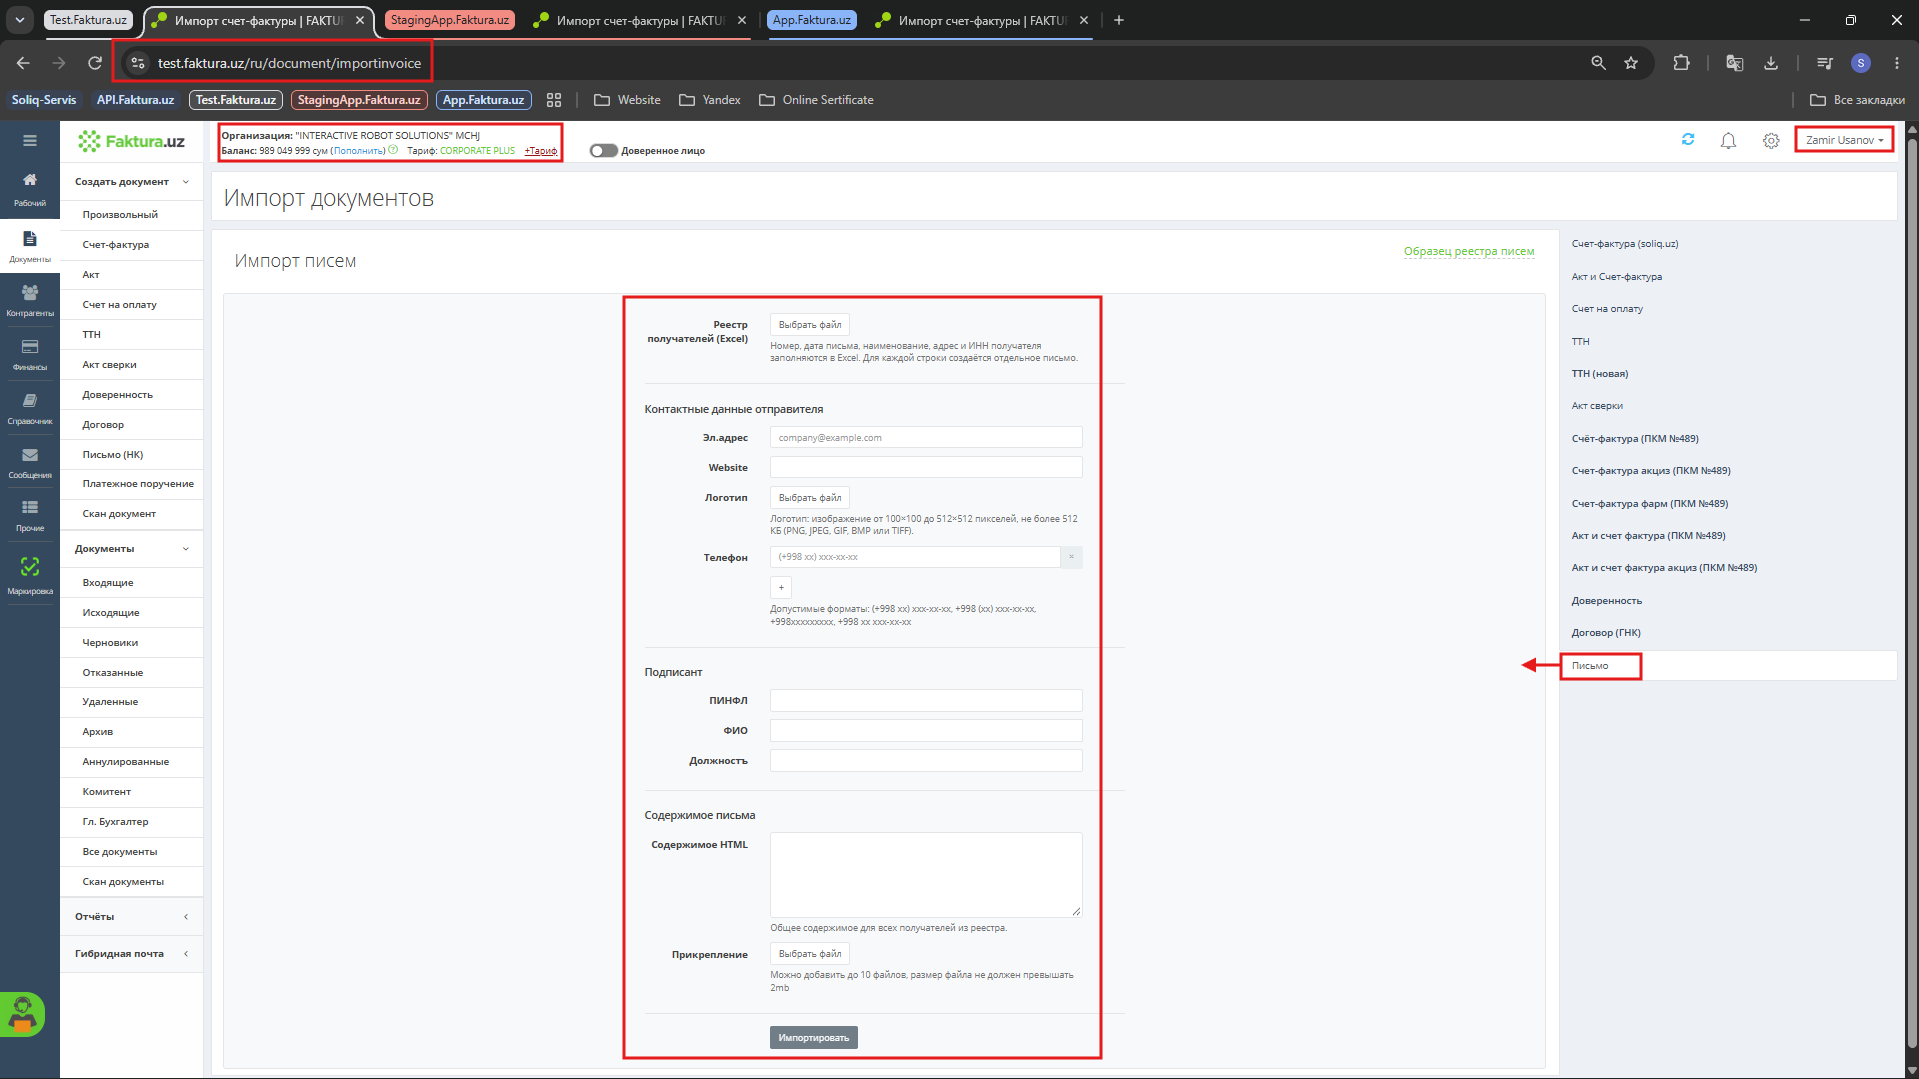 Test.Faktura.uz
Импорт счет-фактуры | FAKTUR
StagingApp.Faktura.uz
Импорт счет-фактуры | FAKTUR
App.Faktura.uz
Импорт счет-фактуры | FAKTUR
test.faktura.uz/ru/document/importinvoice
S
Soliq-Servis
API.Faktura.uz
Test.Faktura.uz
StagingApp.Faktura.uz
App.Faktura.uz
Website
Yandex
Online Sertificate
Все закладки
Faktura.uz
Организация: "INTERACTIVE ROBOT SOLUTIONS" MCHJ
Баланс: 989 049 999 сум (Пополнить) ? Тариф: CORPORATE PLUS +Тариф
Доверенное лицо
Zamir Usanov
Рабочий
Документы
Контрагенты
Финансы
Справочник
Сообщения
Прочие
Маркировка
Создать документ
Произвольный
Счет-фактура
Акт
Счет на оплату
ТТН
Акт сверки
Доверенность
Договор
Письмо (НК)
Платежное поручение
Скан документ
Документы
Входящие
Исходящие
Черновики
Отказанные
Удаленные
Архив
Аннулированные
Комитент
Гл. Бухгалтер
Все документы
Скан документы
Отчёты
Гибридная почта
Импорт документов
Импорт писем
Образец реестра писем
Реестр получателей (Excel)
Выбрать файл
Номер, дата письма, наименование, адрес и ИНН получателя
заполняются в Excel. Для каждой строки создаётся отдельное письмо.
Контактные данные отправителя
Эл.адрес
company@example.com
Website
Логотип
Выбрать файл
Логотип: изображение от 100×100 до 512×512 пикселей, не более 512
КБ (PNG, JPEG, GIF, BMP или TIFF).
Телефон
(+998 xx) xxx-xx-xx
×
+
Допустимые форматы: (+998 xx) xxx-xx-xx, +998 (xx) xxx-xx-xx,
+998xxxxxxxxx, +998 xx xxx-xx-xx
Подписант
ПИНФЛ
ФИО
Должностъ
Содержимое письма
Содержимое HTML
Общее содержимое для всех получателей из реестра.
Прикрепление
Выбрать файл
Можно добавить до 10 файлов, размер файла не должен превышать
2mb
Импортировать
Счет-фактура (soliq.uz)
Акт и Счет-фактура
Счет на оплату
ТТН
ТТН (новая)
Акт сверки
Счёт-фактура (ПКМ №489)
Счет-фактура акциз (ПКМ №489)
Счет-фактура фарм (ПКМ №489)
Акт и счет фактура (ПКМ №489)
Акт и счет фактура акциз (ПКМ №489)
Доверенность
Договор (ГНК)
Письмо